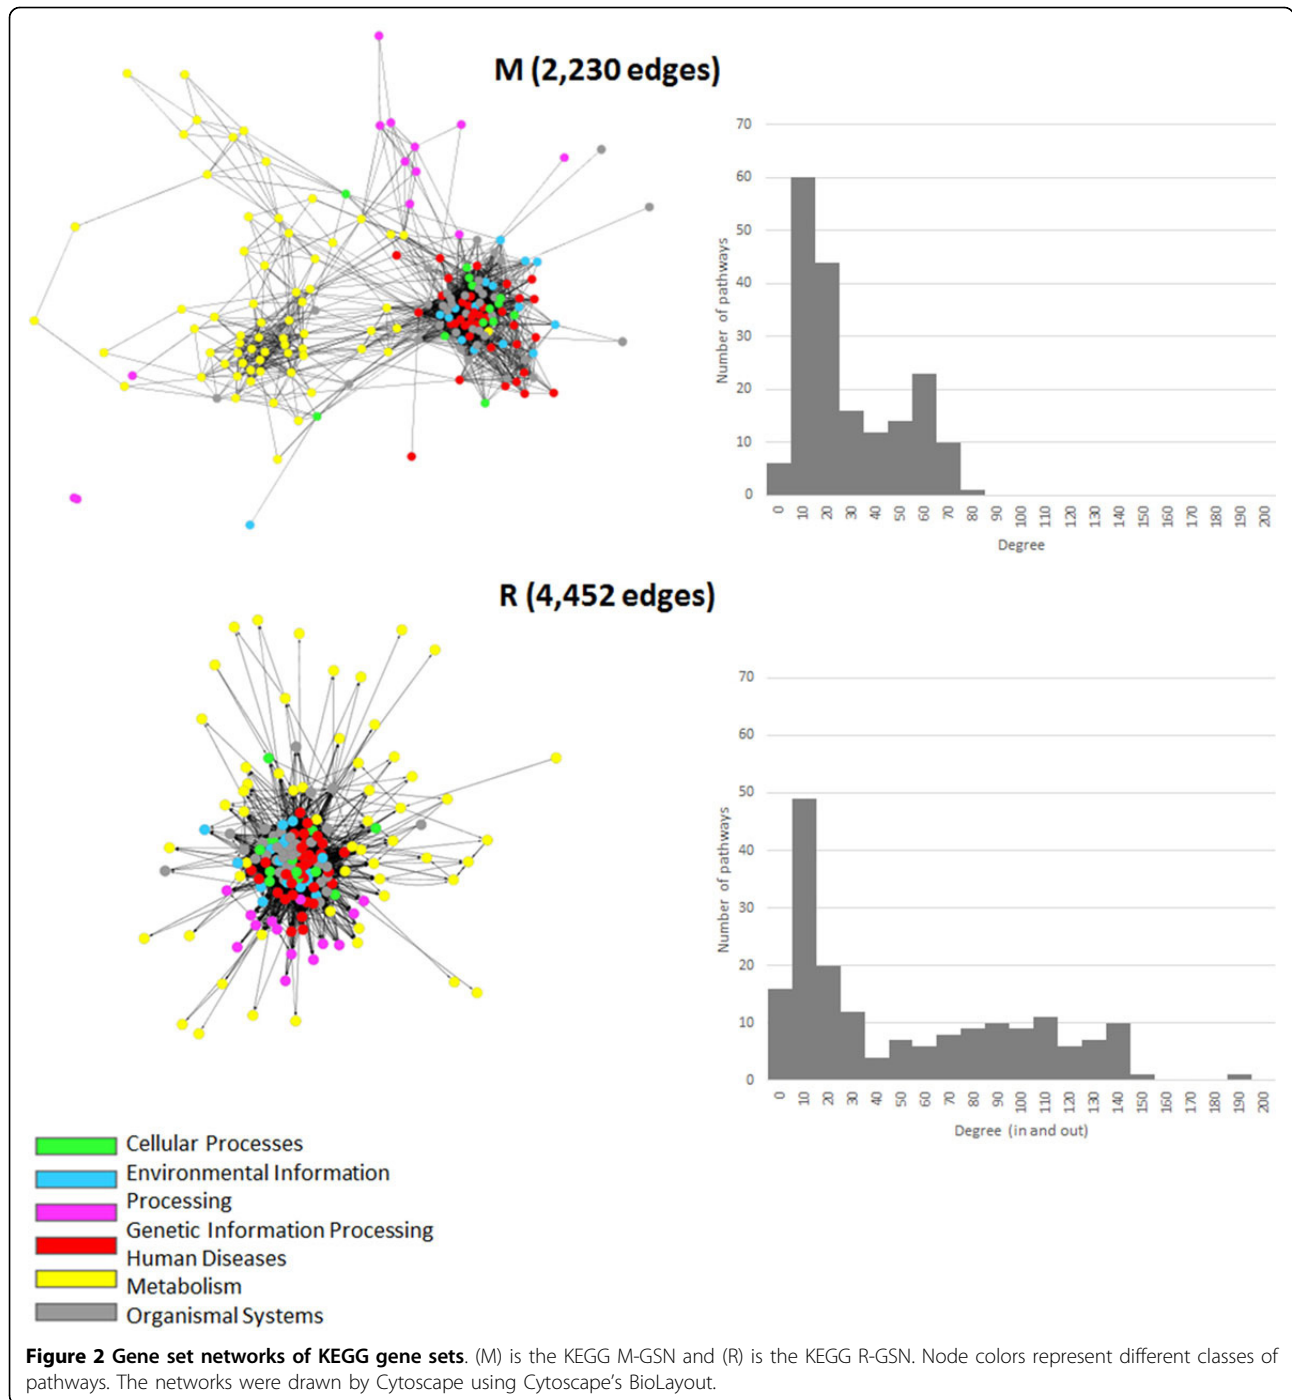 M (2,230 edges)
70
60
50
40
30
20
10
0
Number of pathways
0 10 20 30 40 50 60 70 80 90 100 110 120 130 140 150 160 170 180 190 200
Degree
R (4,452 edges)
70
60
50
40
30
20
10
0
Number of pathways
0 10 20 30 40 50 60 70 80 90 100 110 120 130 140 150 160 170 180 190 200
Degree (in and out)
Cellular Processes
Environmental Information
Processing
Genetic Information Processing
Human Diseases
Metabolism
Organismal Systems
Figure 2 Gene set networks of KEGG gene sets. (M) is the KEGG M-GSN and (R) is the KEGG R-GSN. Node colors represent different classes of
pathways. The networks were drawn by Cytoscape using Cytoscape's BioLayout.